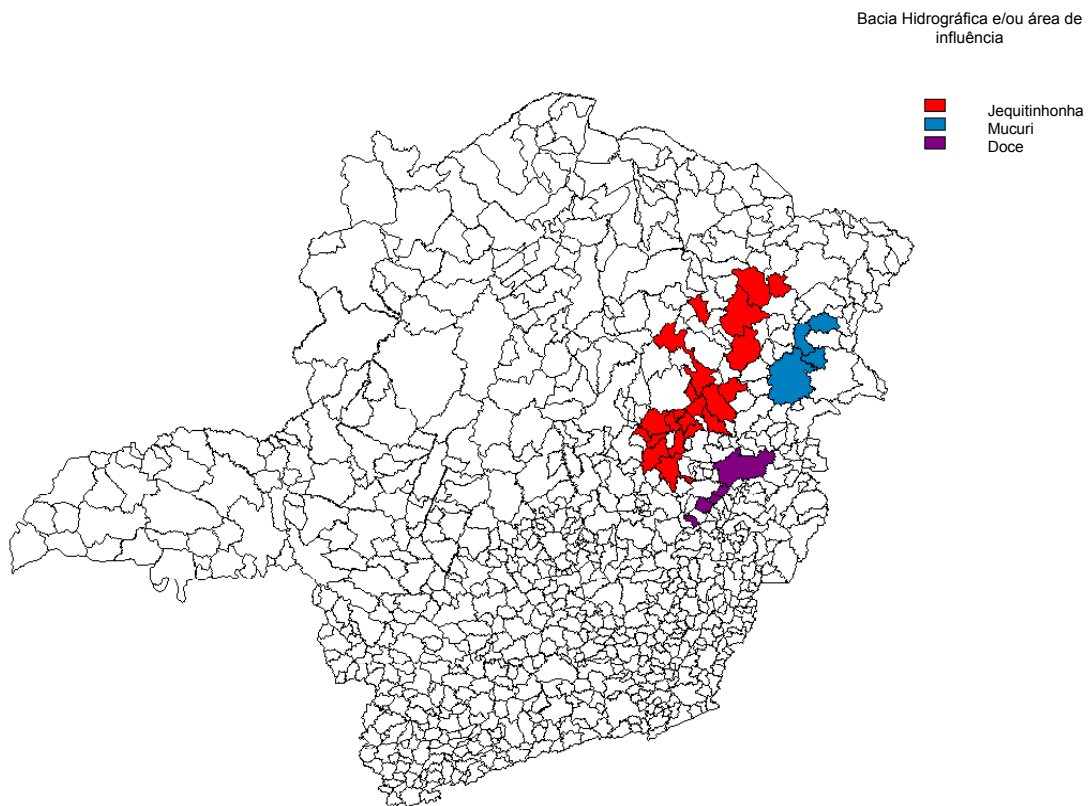 Bacia Hidrográfica e/ou área de
influência
Jequitinhonha
Mucuri
Doce